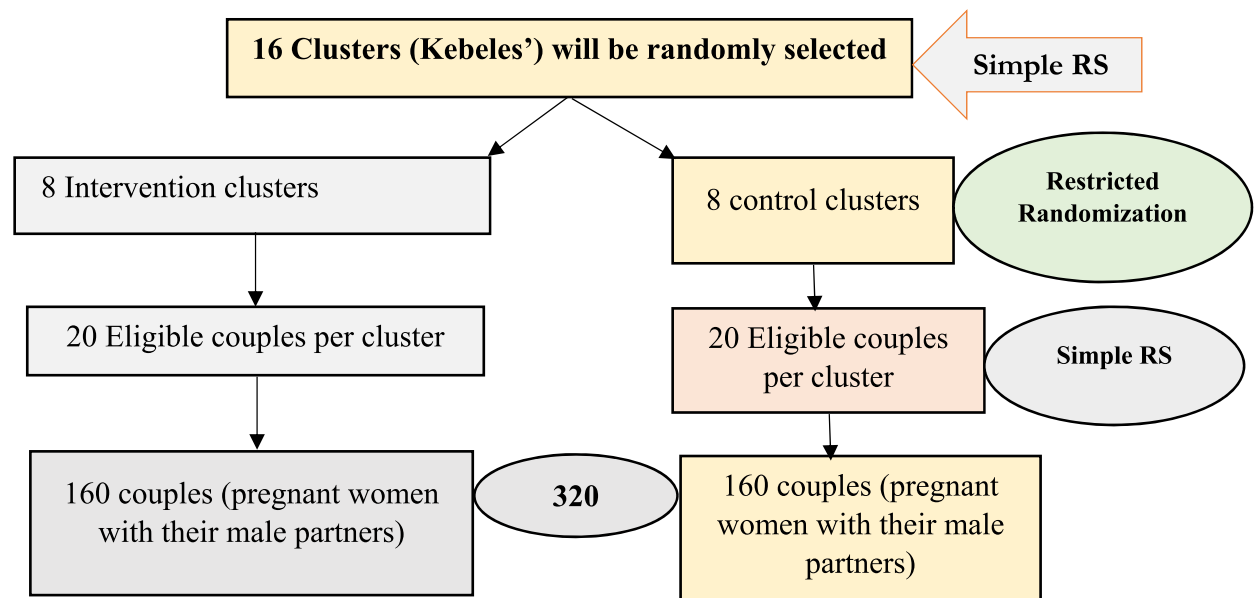 16 Clusters (Kebeles’) will be randomly selected
Simple RS
8 Intervention clusters
8 control clusters
Restricted
Randomization
20 Eligible couples per cluster
20 Eligible couples
per cluster
Simple RS
160 couples (pregnant women
with their male partners)
320
160 couples (pregnant
women with their male
partners)